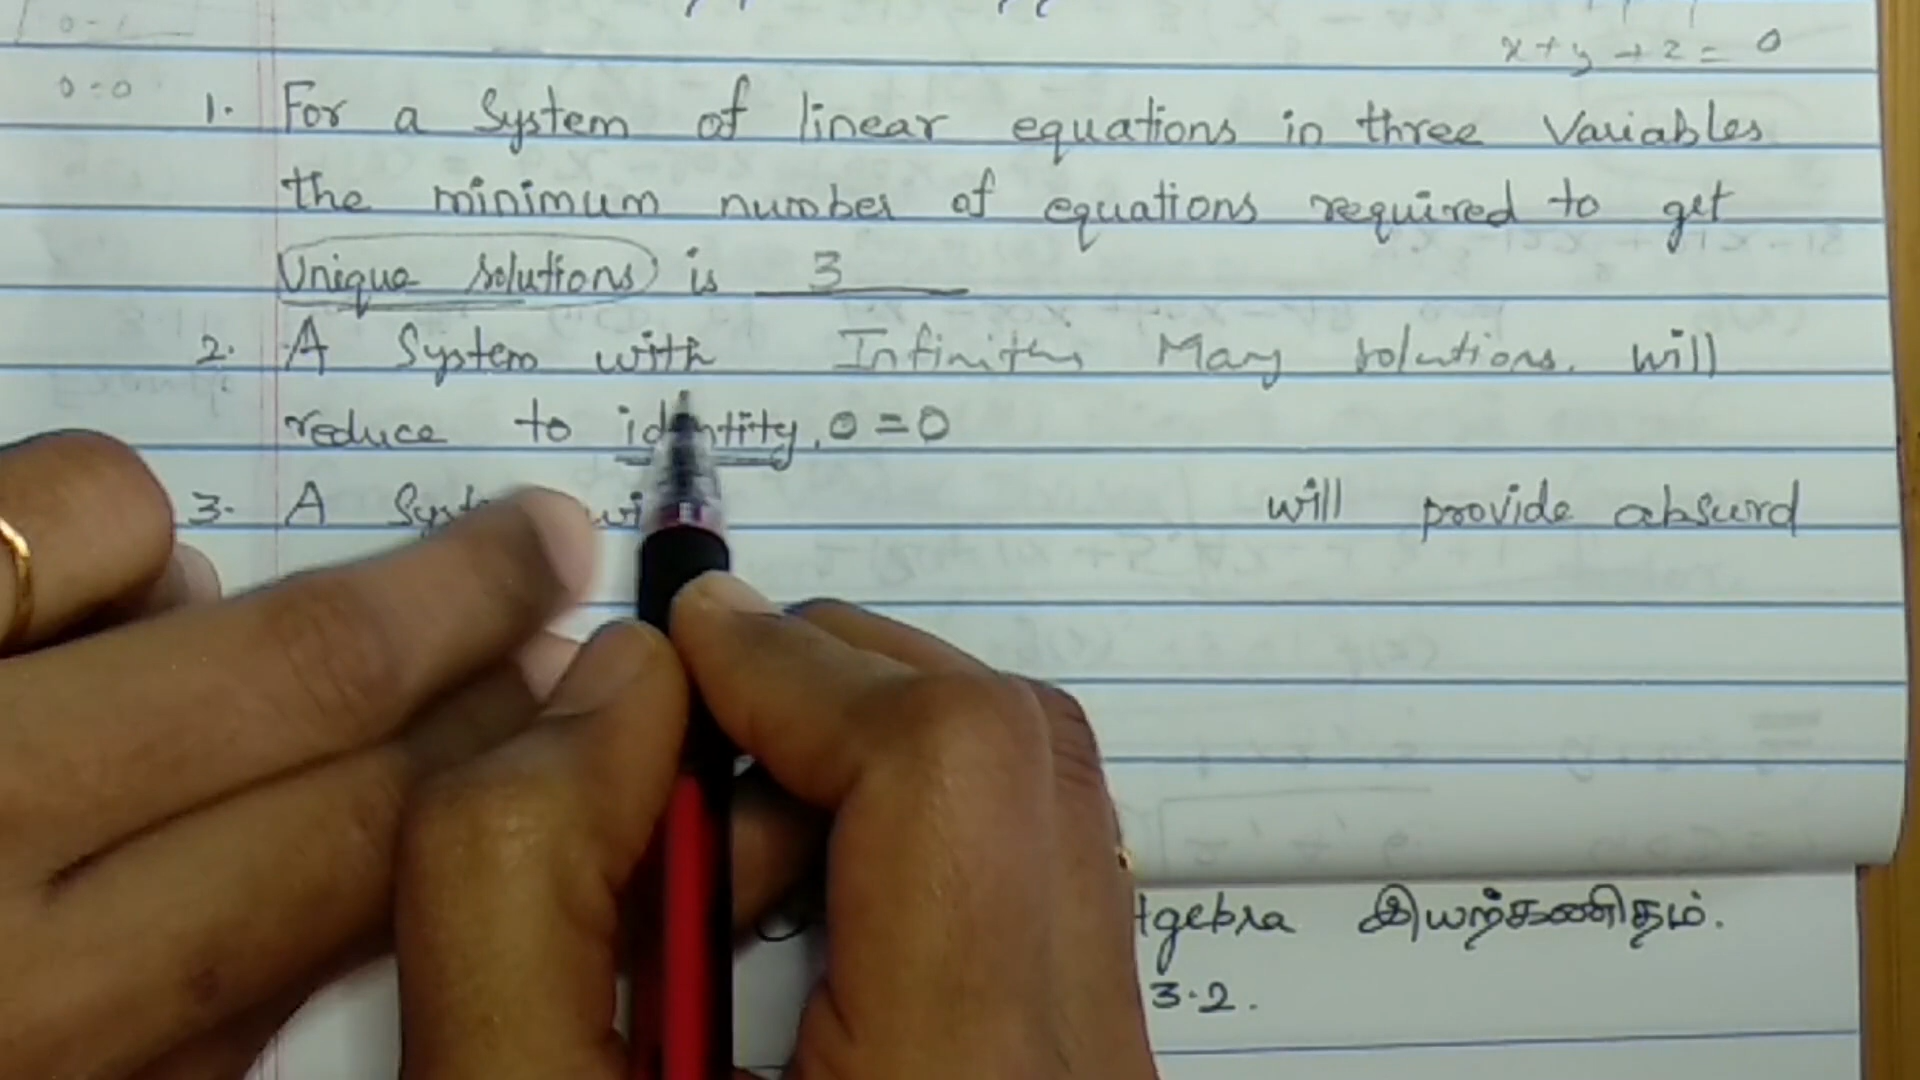 x+y+z= 0
0=0
1. For a System of linear equations in three Variables
the minimum number of equations required to get
Unique solutions is 3
2. A System with Infinitely Many solutions. will
reduce to identity. 0=0
3. A will provide absurd
lgebra இயற்கணிதம்.
3.2.